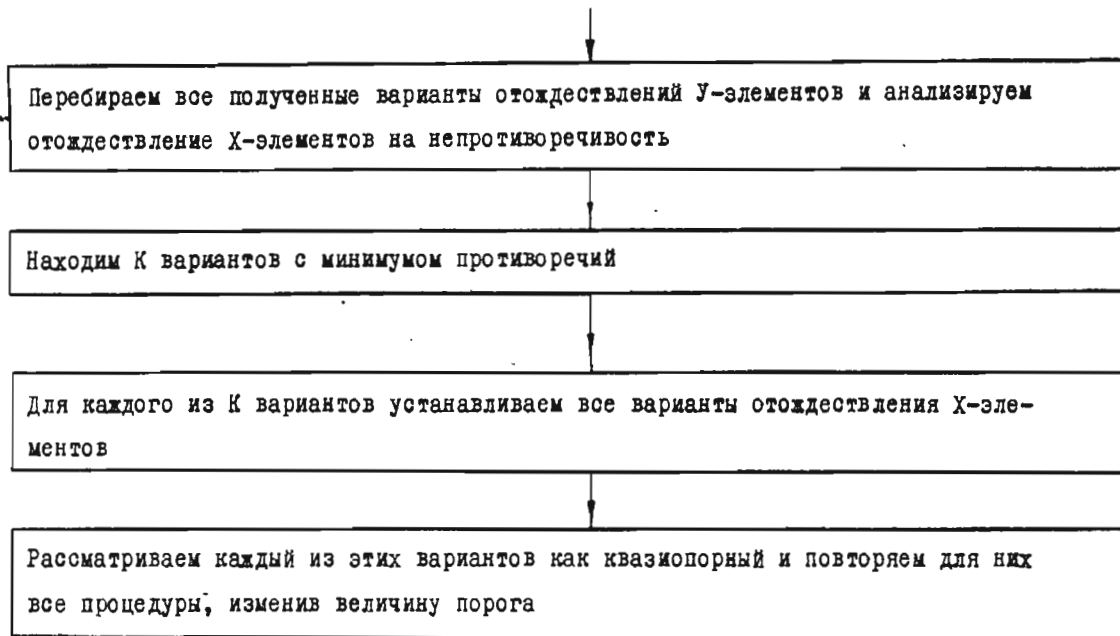 Перебираем все полученные варианты отождествлений У-элементов и анализируем
отождествление Х-элементов на непротиворечивость
Находим К вариантов с минимумом противоречий
Для каждого из К вариантов устанавливаем все варианты отождествления Х-эле-
ментов
Рассматриваем каждый из этих вариантов как квазиопорный и повторяем для них
все процедуры, изменив величину порога